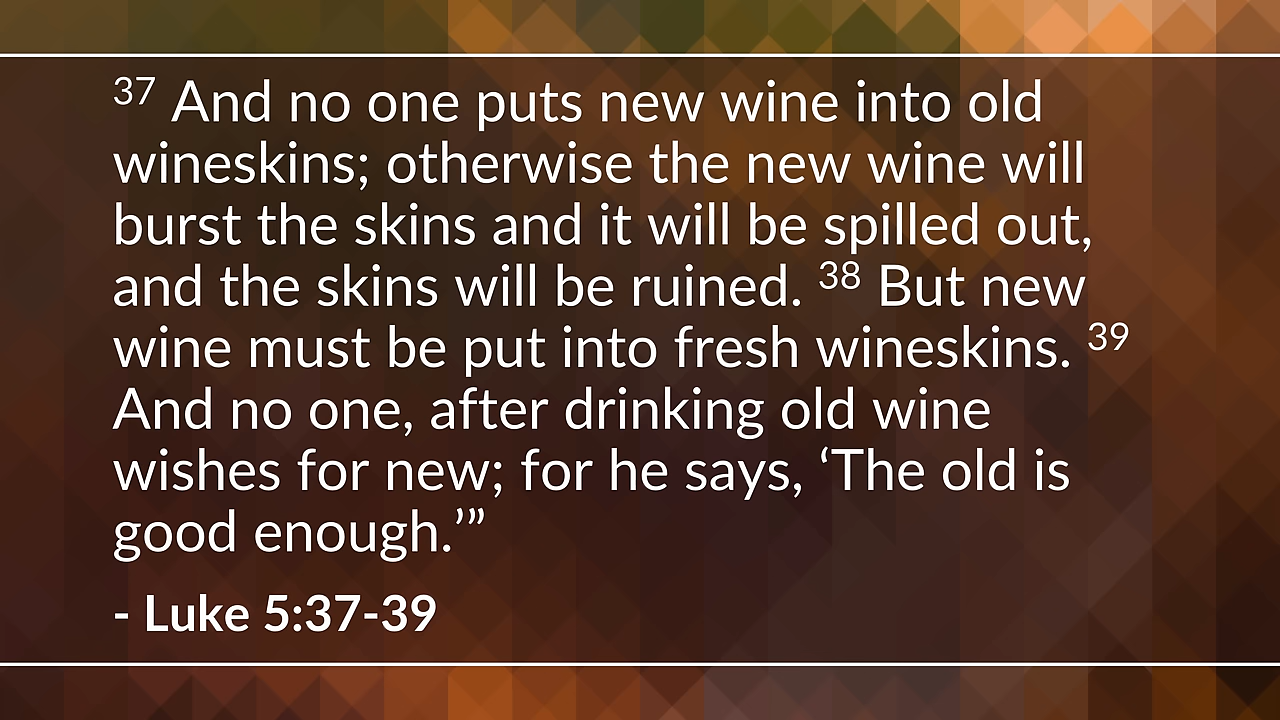 37 And no one puts new wine into old
wineskins; otherwise the new wine will
burst the skins and it will be spilled out,
and the skins will be ruined. 38 But new
wine must be put into fresh wineskins. 39
And no one, after drinking old wine
wishes for new; for he says, ‘The old is
good enough.’”
- Luke 5:37-39